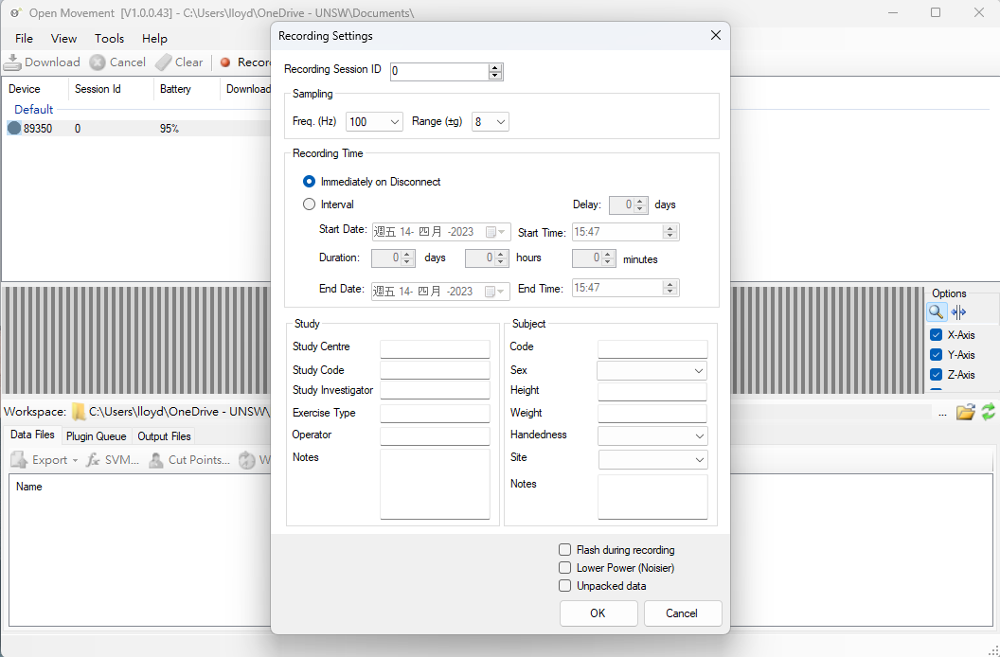 Open Movement [V1.0.0.43] - C:\Users\lloyd\OneDrive - UNSW\Documents\
File View Tools Help
Download Cancel Clear Recor
Device Session Id Battery Download
Default
89350 0 95%
Recording Settings
Recording Session ID 0
Sampling
Freq. (Hz) 100 Range (±g) 8
Recording Time
Immediately on Disconnect
Interval Delay: 0 days
Start Date: 週五 14- 四月 -2023 Start Time: 15:47
Duration: 0 days 0 hours 0 minutes
End Date: 週五 14- 四月 -2023 End Time: 15:47
Study
Study Centre
Study Code
Study Investigator
Exercise Type
Operator
Notes
Subject
Code
Sex
Height
Weight
Handedness
Site
Notes
Flash during recording
Lower Power (Noisier)
Unpacked data
OK Cancel
Options
X-Axis
Y-Axis
Z-Axis
Workspace: C:\Users\lloyd\OneDrive - UNSW\ ...
Data Files Plugin Queue Output Files
Export fx SVM... Cut Points... W
Name